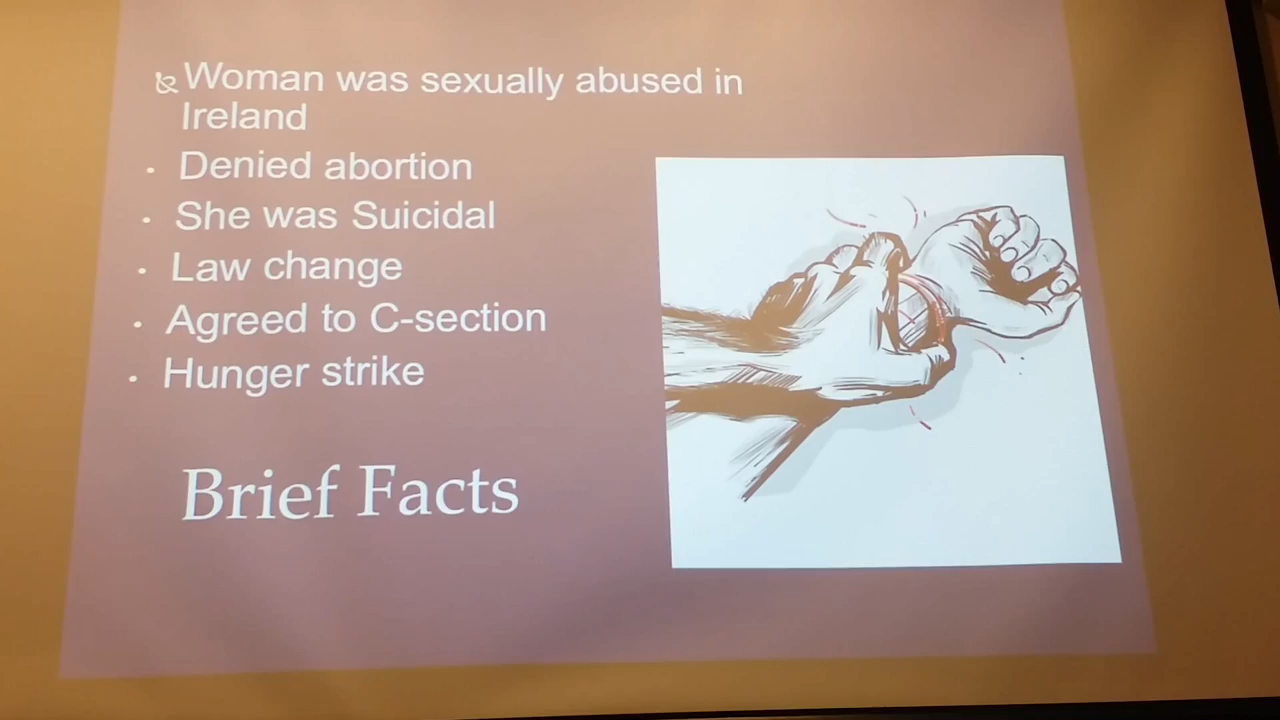 Woman was sexually abused in
Ireland
Denied abortion
She was Suicidal
Law change
Agreed to C-section
Hunger strike
Brief Facts